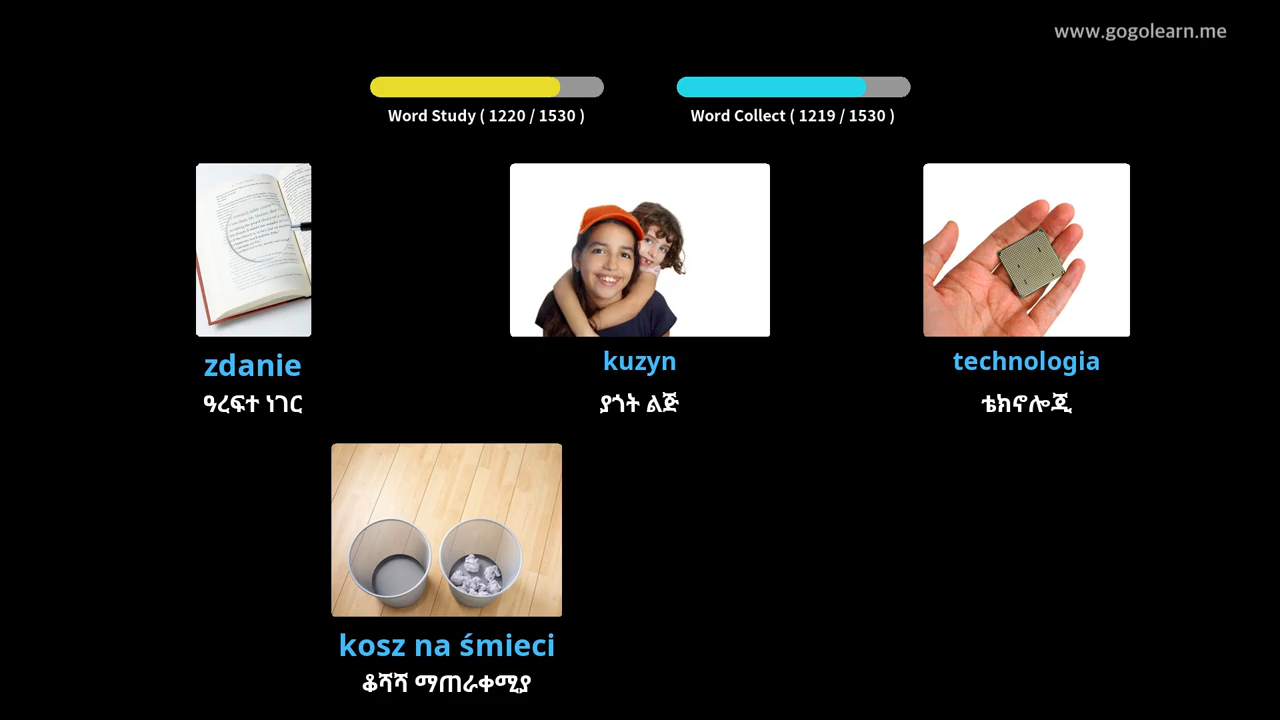 www.gogolearn.me
Word Study ( 1220 / 1530 )
Word Collect ( 1219 / 1530 )
zdanie
ዓረፍተ ነገር
kuzyn
ያጎት ልጅ
technologia
ቴክኖሎጂ
kosz na śmieci
ቆሻሻ ማጠራቀሚያ